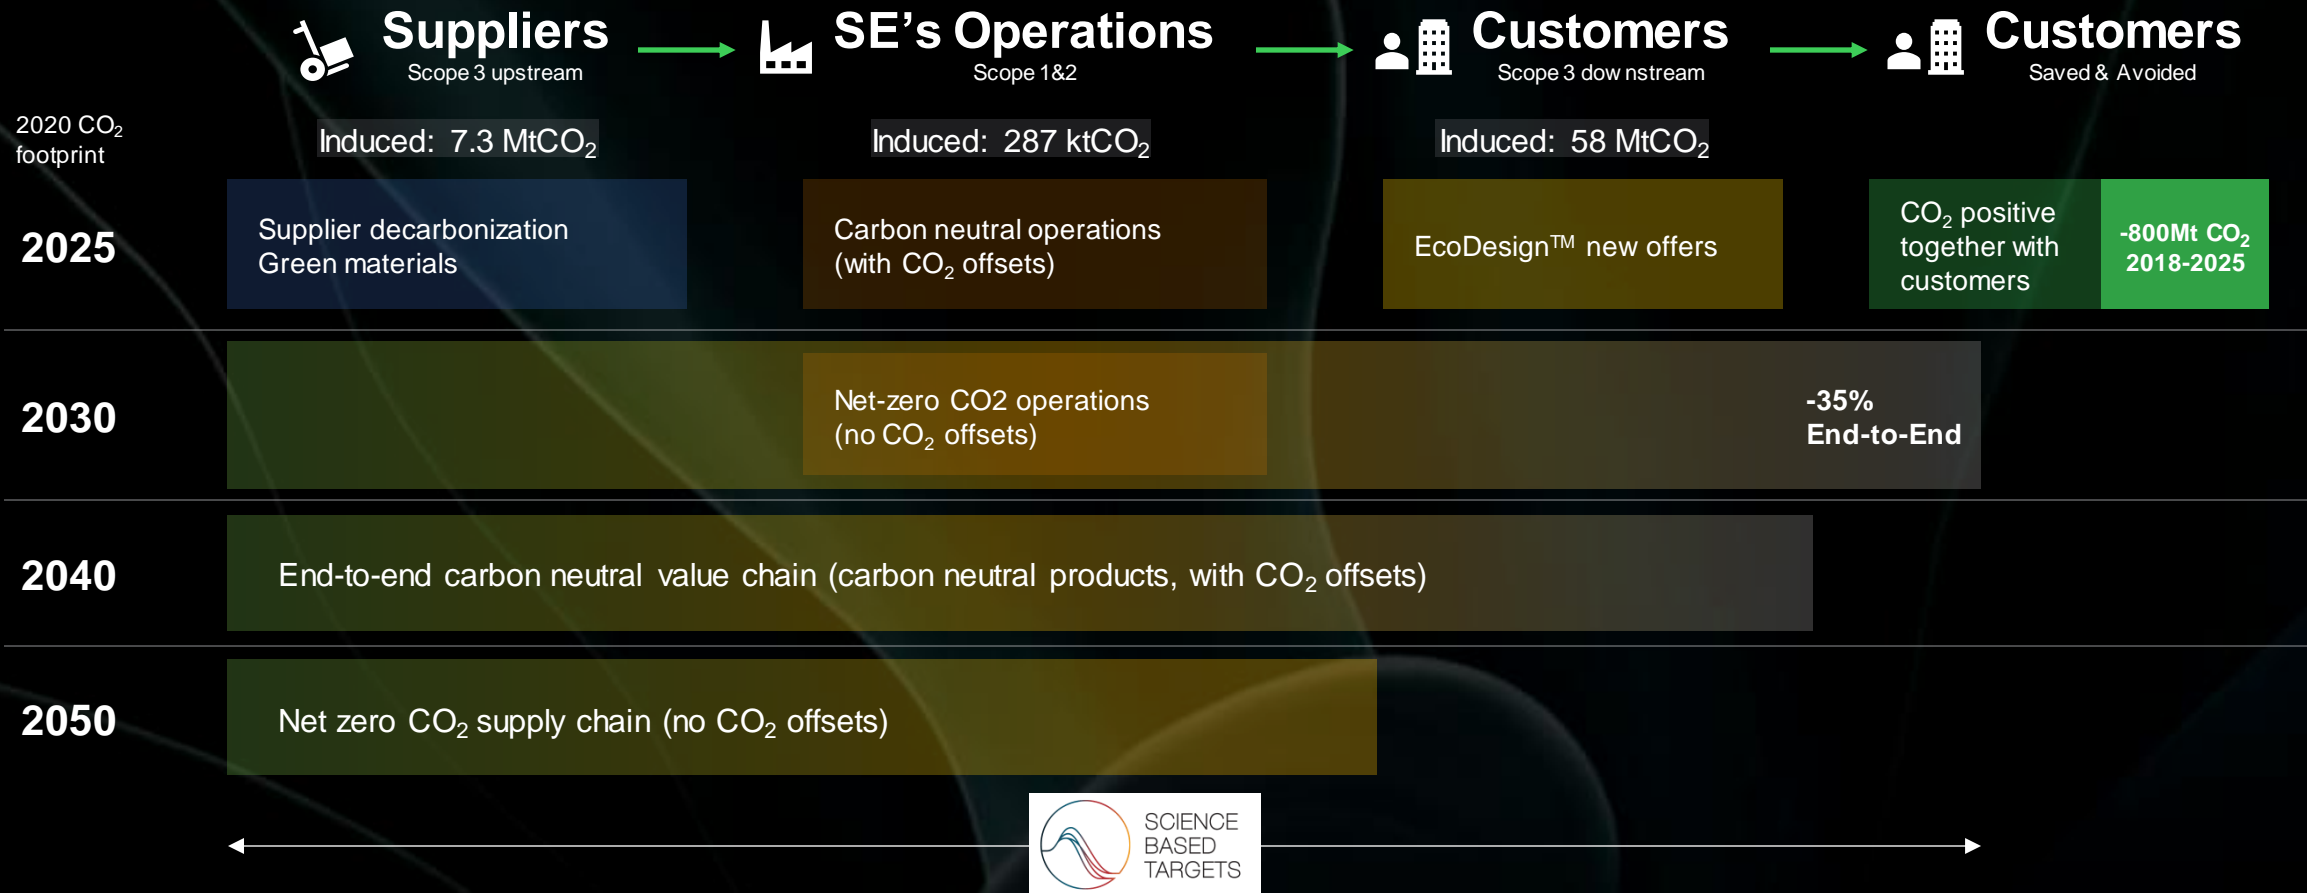 Suppliers
Scope 3 upstream
SE’s Operations
Scope 1&2
Customers
Scope 3 dow nstream
Customers
Saved & Avoided
2020 CO₂
footprint
Induced: 7.3 MtCO₂
Induced: 287 ktCO₂
Induced: 58 MtCO₂
2025
Supplier decarbonization
Green materials
Carbon neutral operations
(with CO₂ offsets)
EcoDesign™ new offers
CO₂ positive
together with
customers
-800Mt CO₂
2018-2025
2030
Net-zero CO2 operations
(no CO₂ offsets)
-35%
End-to-End
2040
End-to-end carbon neutral value chain (carbon neutral products, with CO₂ offsets)
2050
Net zero CO₂ supply chain (no CO₂ offsets)
SCIENCE
BASED
TARGETS